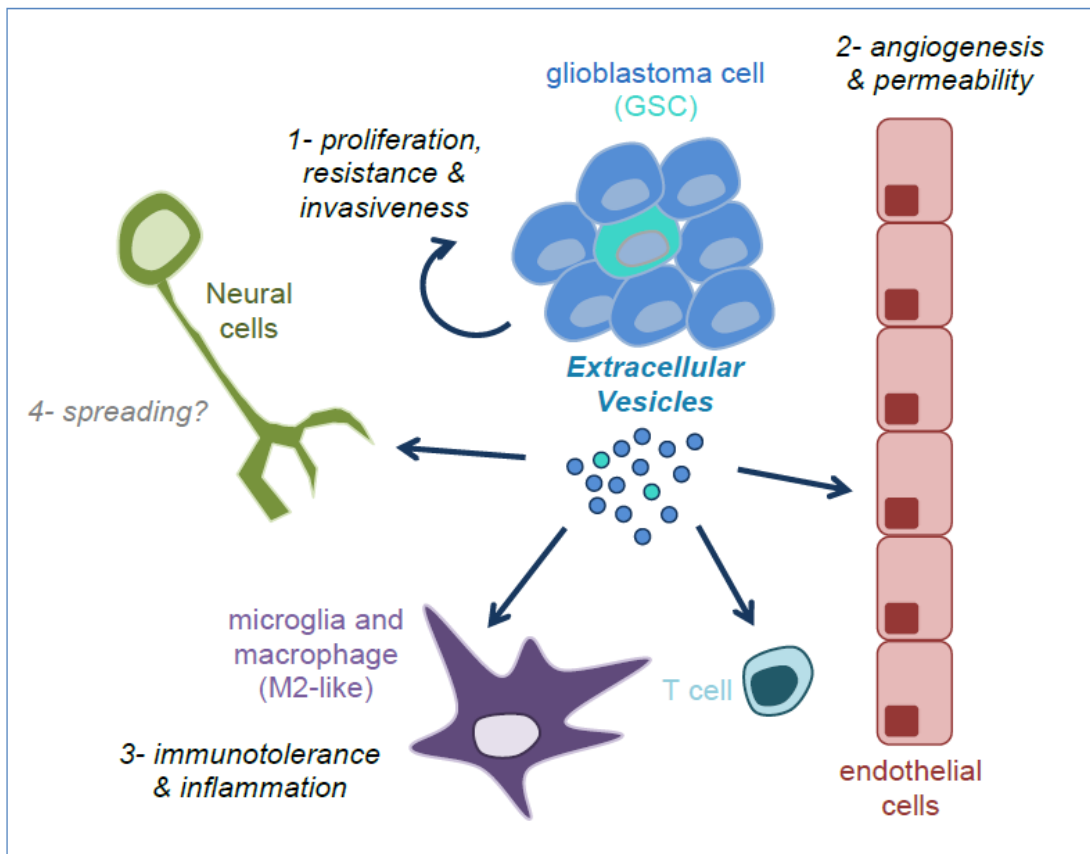 glioblastoma cell
(GSC)
2- angiogenesis
& permeability
1- proliferation,
resistance &
invasiveness
Neural
cells
Extracellular
Vesicles
4- spreading?
microglia and
macrophage
(M2-like)
T cell
3- immunotolerance
& inflammation
endothelial
cells